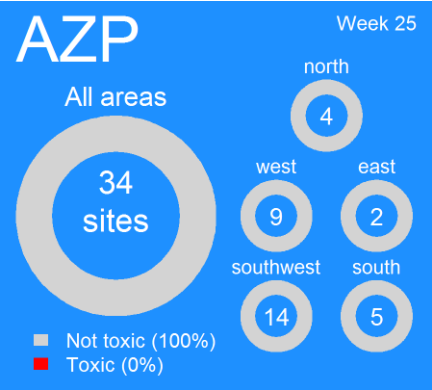 AZP
Week 25
All areas
34
sites
north
4
west
9
east
2
southwest
14
south
5
Not toxic (100%)
Toxic (0%)